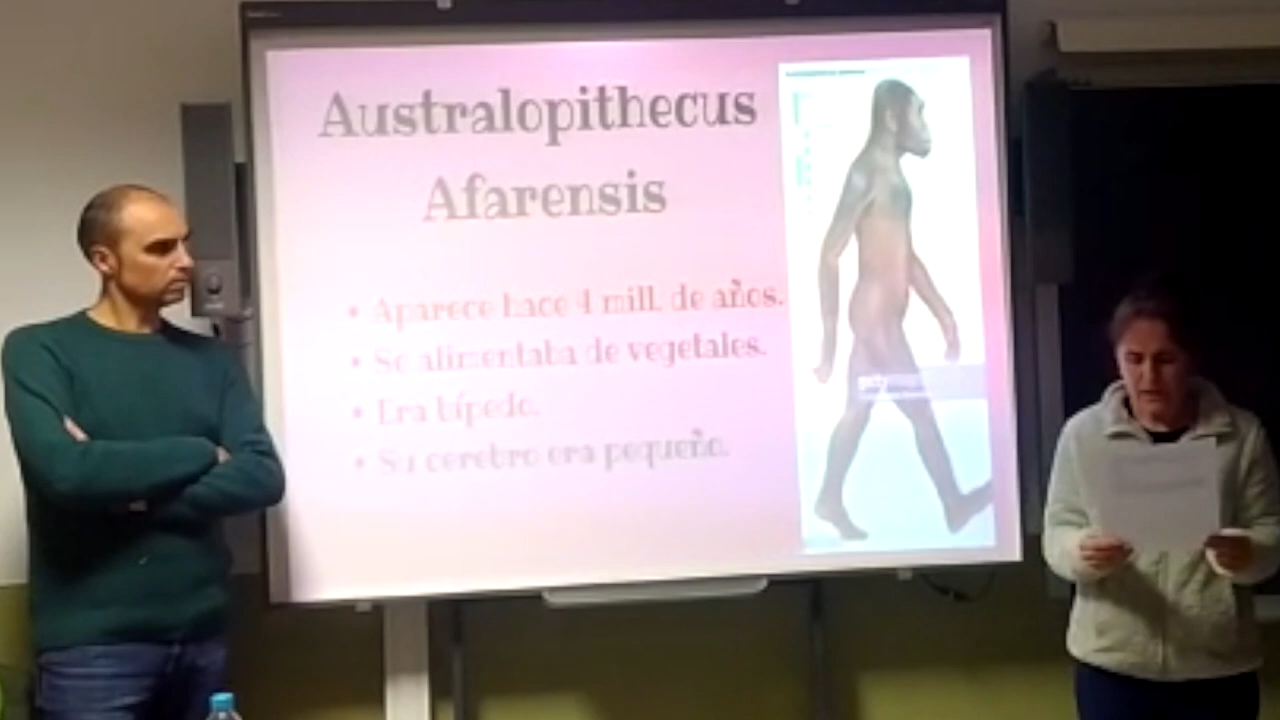 Australopithecus
Afarensis
• Aparece hace 4 mill. de años.
• Se alimentaba de vegetales.
• Era bípedo.
• Su cerebro era pequeño.